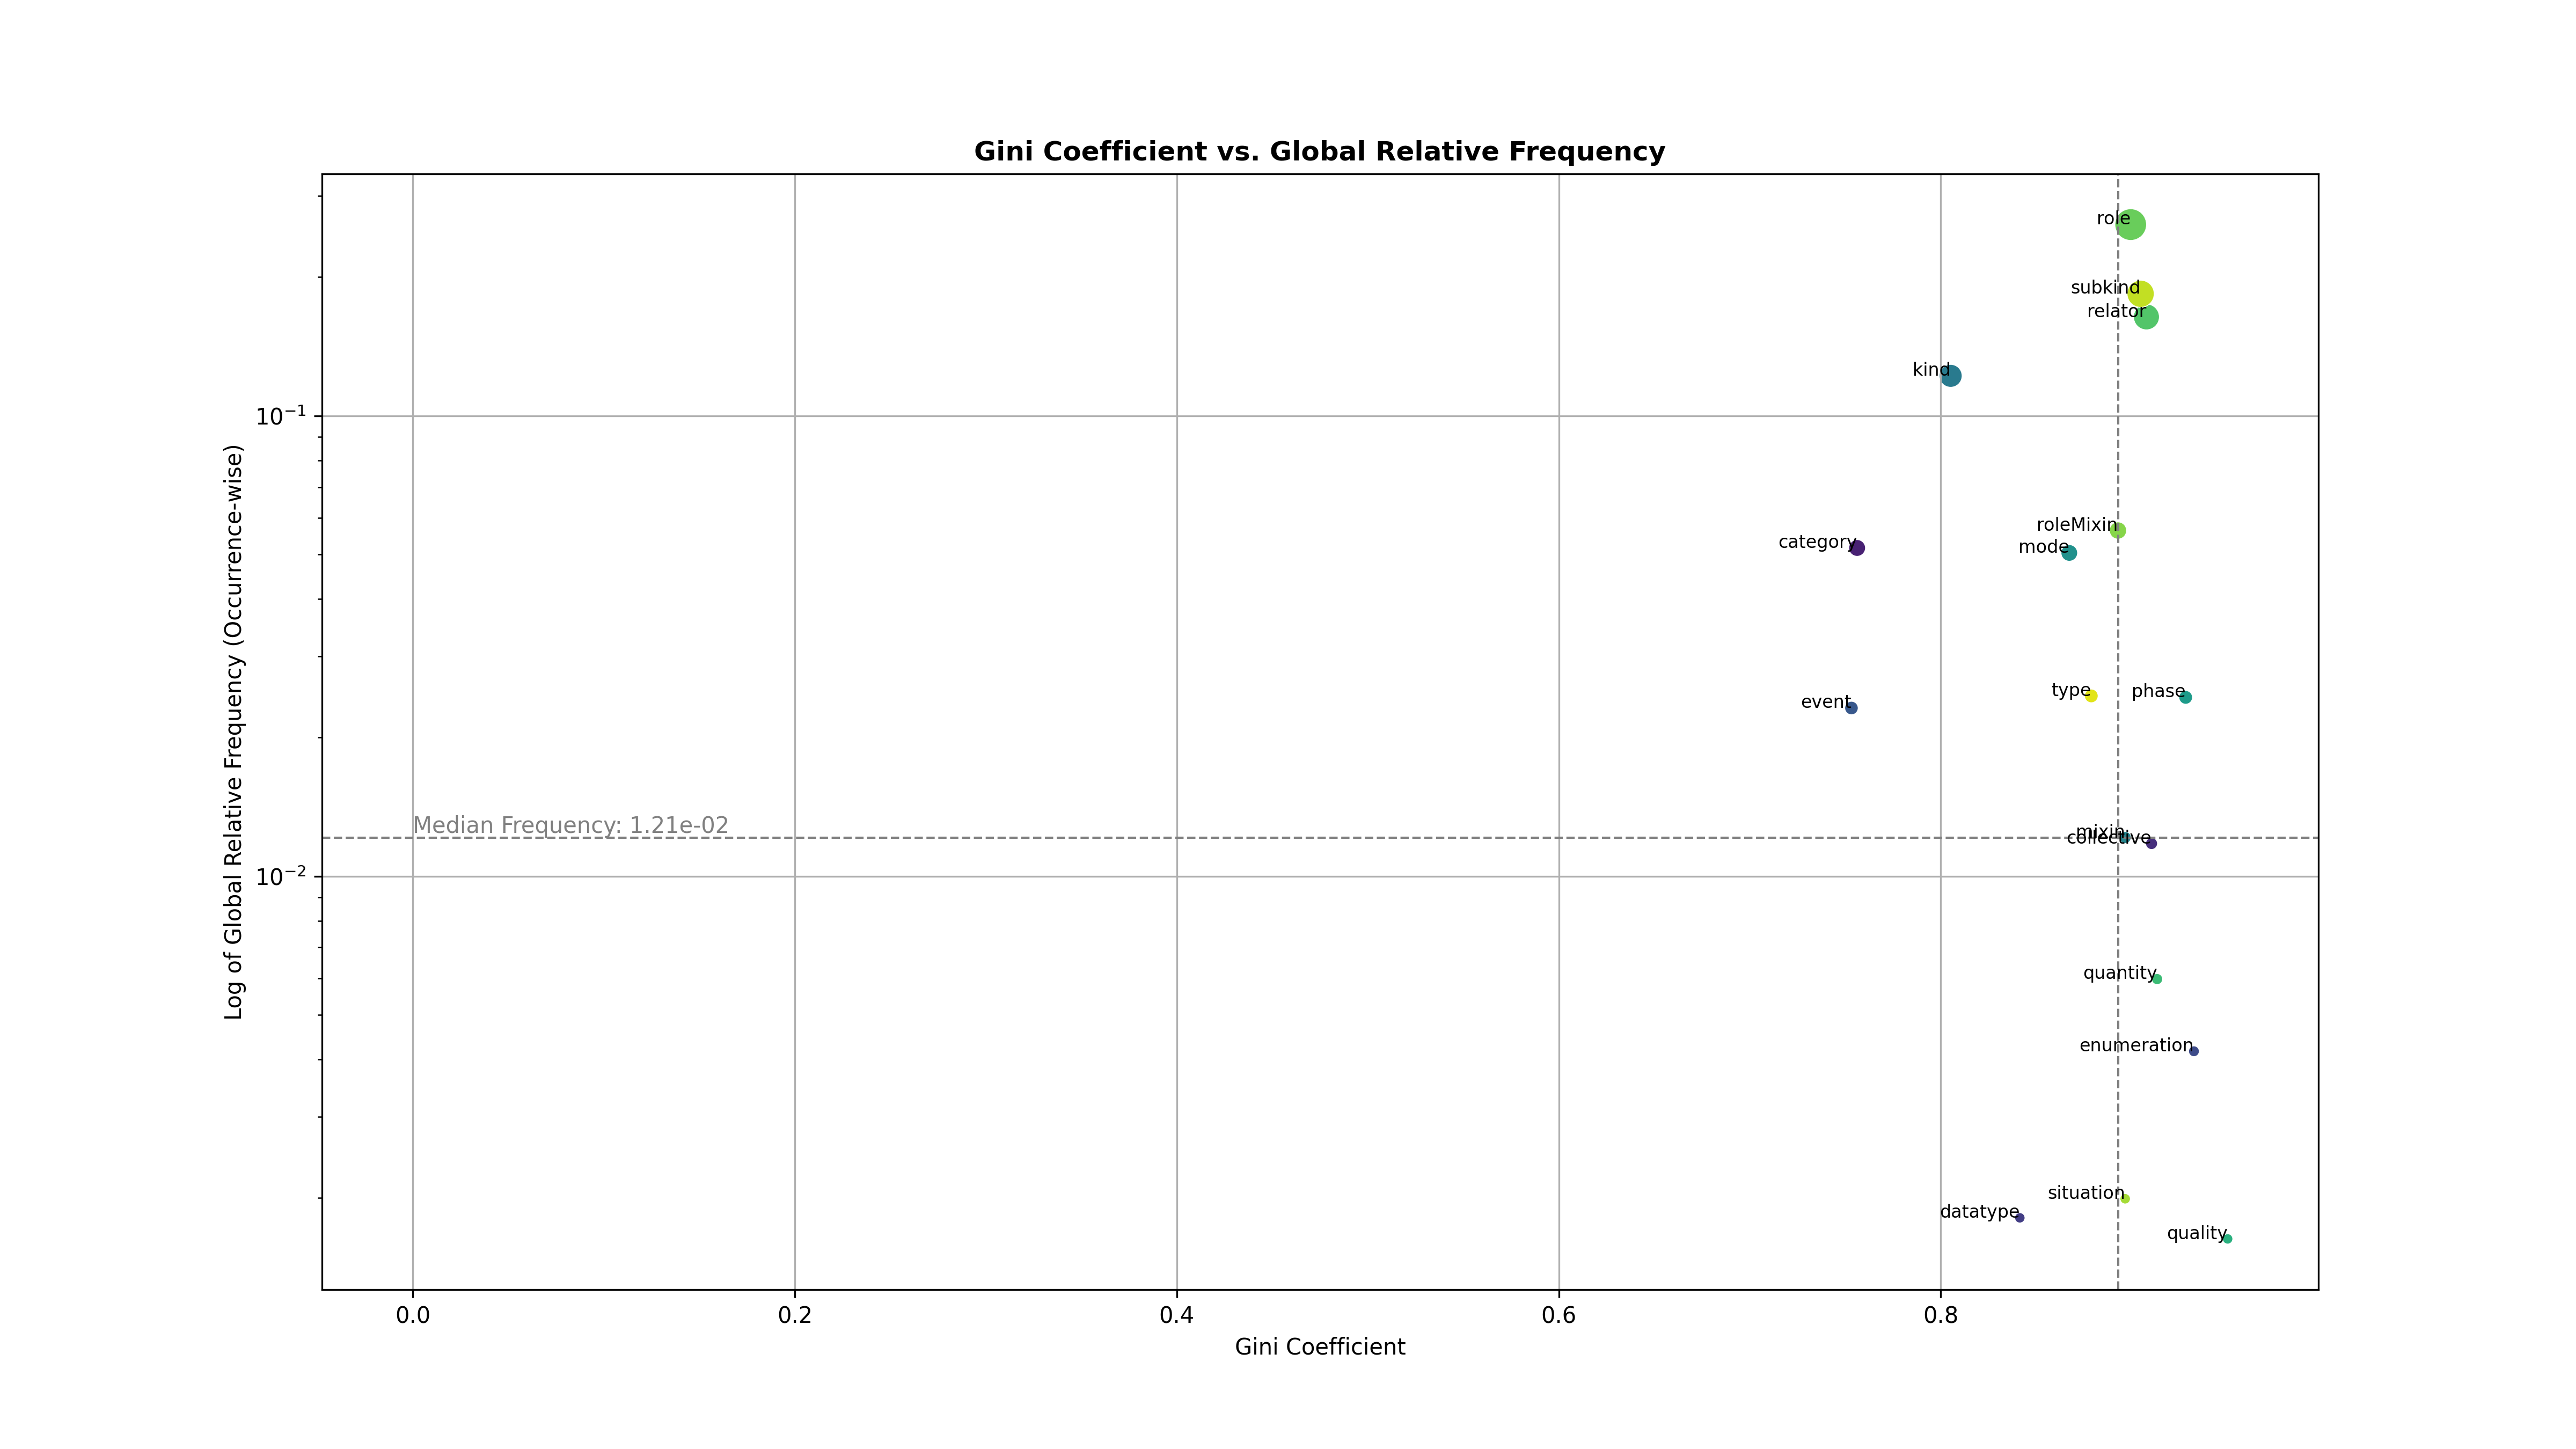 Gini Coefficient vs. Global Relative Frequency
role
subkind
relator
kind
10⁻¹
roleMixin
category
mode
type
phase
event
Median Frequency: 1.21e-02
mixin
collective
10⁻²
quantity
enumeration
situation
datatype
quality
0.0 0.2 0.4 0.6 0.8
Gini Coefficient
Log of Global Relative Frequency (Occurrence-wise)